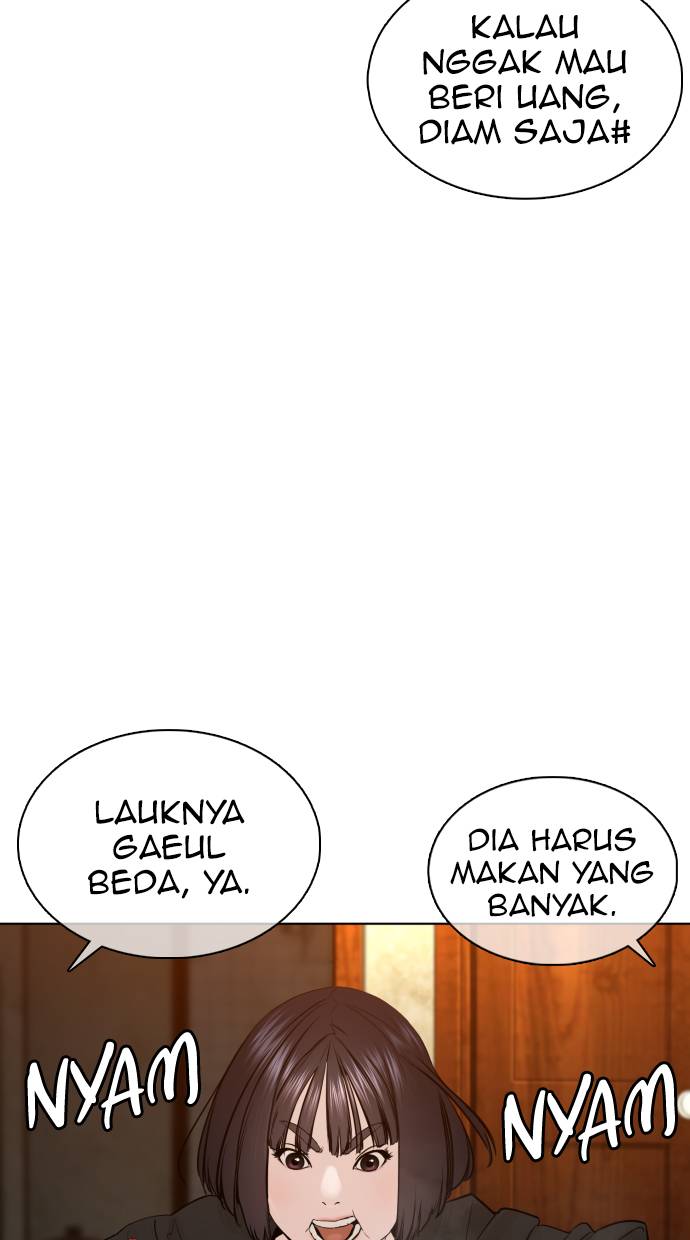 KALAU
NGGAK MAU
BERI UANG,
DIAM SAJA#
LAUKNYA
GAEUL
BEDA, YA.
DIA HARUS
MAKAN YANG
BANYAK.
NYAM
NYAM